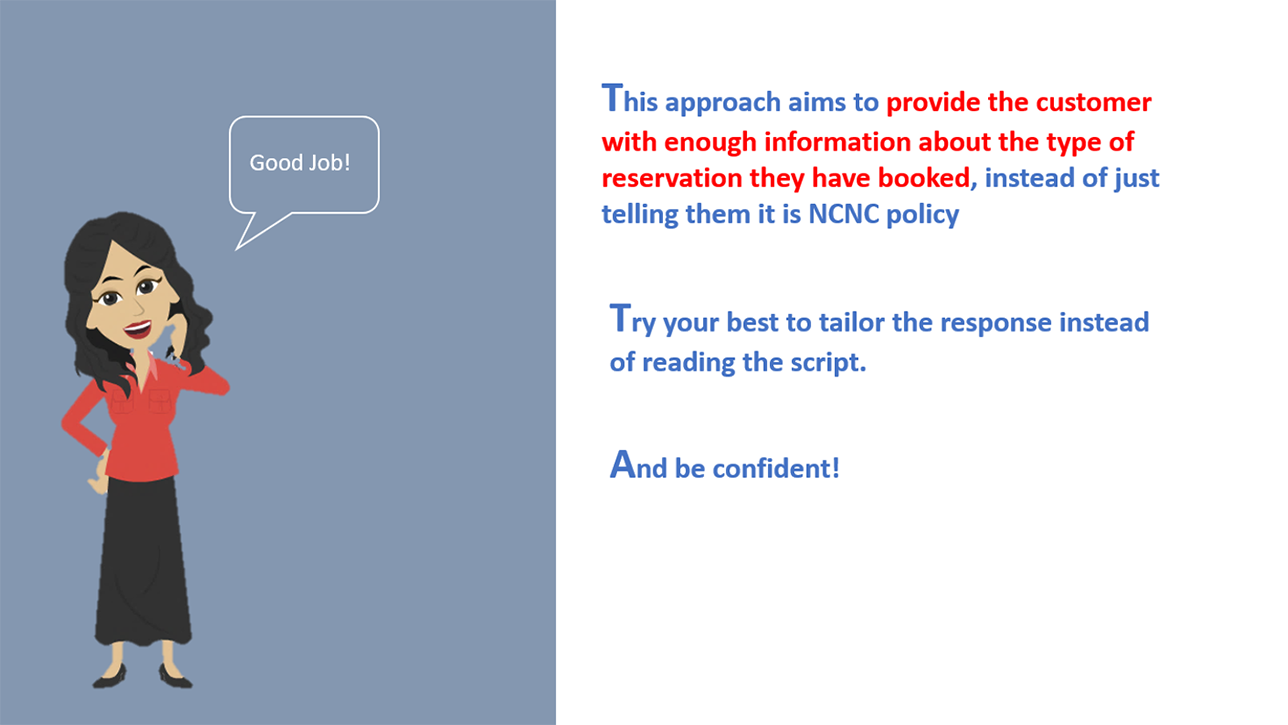 Good Job!
This approach aims to provide the customer
with enough information about the type of
reservation they have booked, instead of just
telling them it is NCNC policy
Try your best to tailor the response instead
of reading the script.
And be confident!